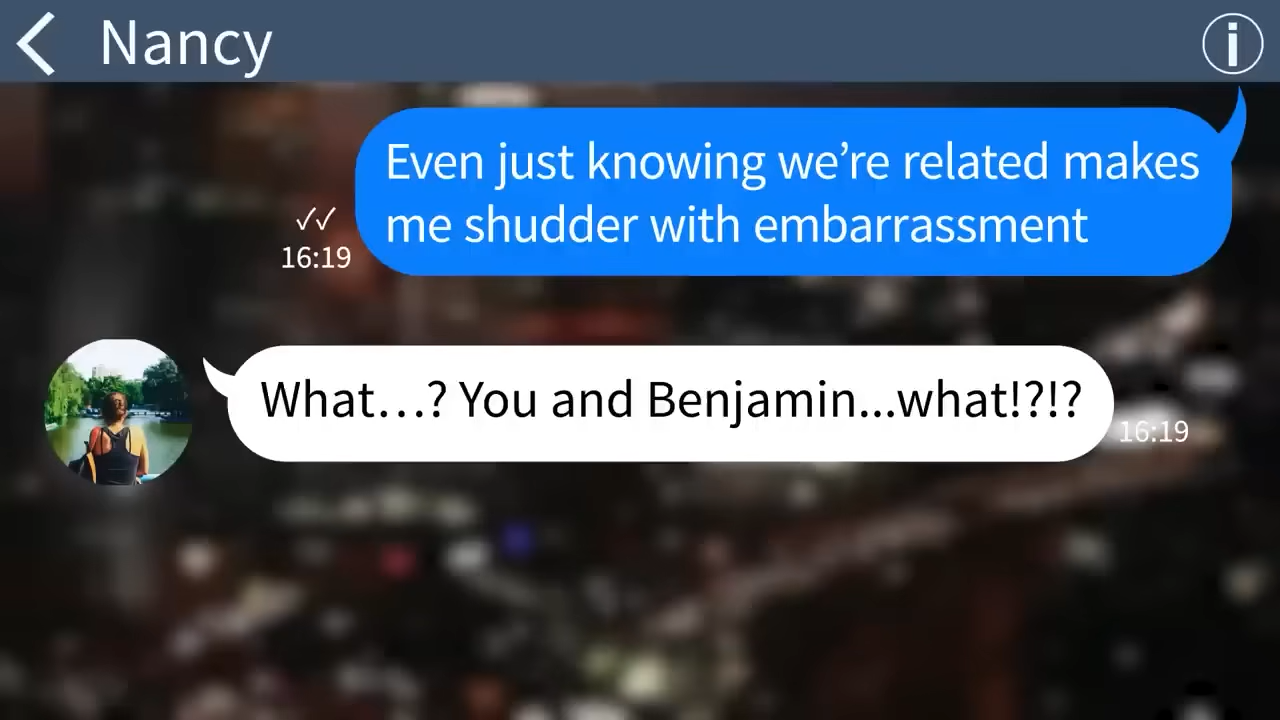 Nancy
Even just knowing we’re related makes
me shudder with embarrassment
✓✓
16:19
What...? You and Benjamin...what!?!?
16:19